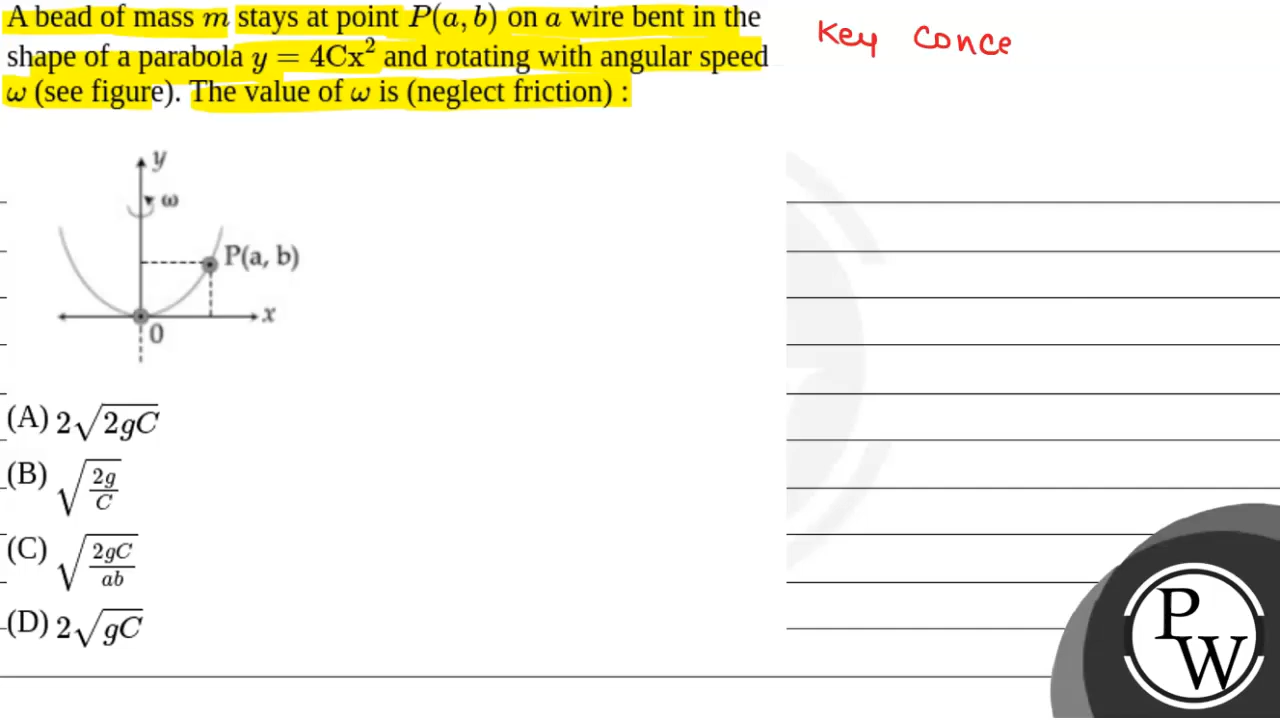 A bead of mass m stays at point P(a, b) on a wire bent in the
shape of a parabola y = 4Cx² and rotating with angular speed
ω (see figure). The value of ω is (neglect friction) :
Key Conce
y
ω
P(a, b)
x
0
(A) 2√(2gC)
(B) √(2g/C)
(C) √(2gC/ab)
(D) 2√(gC)
P
W